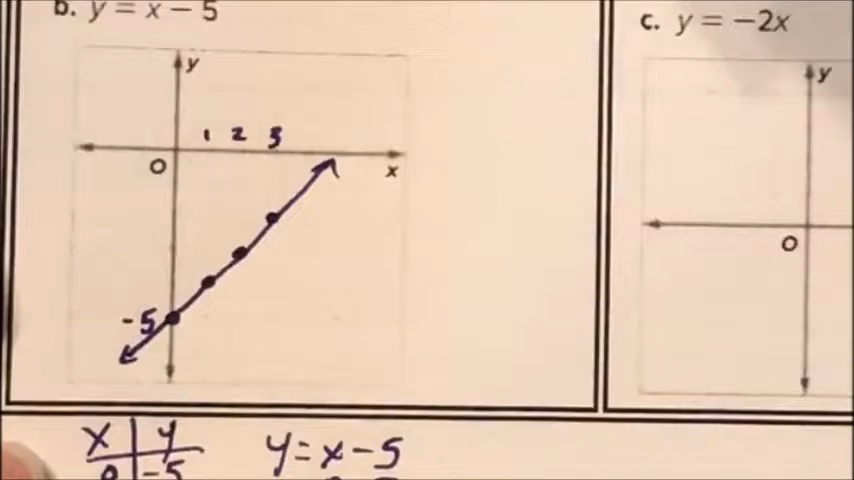 b. y = x - 5
y
1 2 3
O
x
-5
c. y = -2x
y
O
x | y
0 | -5
y = x - 5